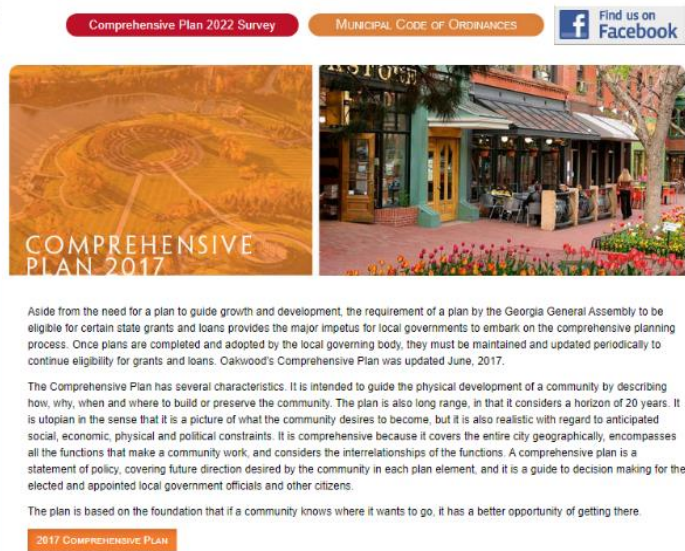 Comprehensive Plan 2022 Survey
MUNICIPAL CODE OF ORDINANCES
Find us on
Facebook
COMPREHENSIVE
PLAN 2017
Aside from the need for a plan to guide growth and development, the requirement of a plan by the Georgia General Assembly to be
eligible for certain state grants and loans provides the major impetus for local governments to embark on the comprehensive planning
process. Once plans are completed and adopted by the local governing body, they must be maintained and updated periodically to
continue eligibility for grants and loans. Oakwood's Comprehensive Plan was updated June, 2017.
The Comprehensive Plan has several characteristics. It is intended to guide the physical development of a community by describing
how, why, when and where to build or preserve the community. The plan is also long range, in that it considers a horizon of 20 years. It
is utopian in the sense that it is a picture of what the community desires to become, but it is also realistic with regard to anticipated
social, economic, physical and political constraints. It is comprehensive because it covers the entire city geographically, encompasses
all the functions that make a community work, and considers the interrelationships of the functions. A comprehensive plan is a
statement of policy, covering future direction desired by the community in each plan element, and it is a guide to decision making for the
elected and appointed local government officials and other citizens.
The plan is based on the foundation that if a community knows where it wants to go, it has a better opportunity of getting there.
2017 COMPREHENSIVE PLAN